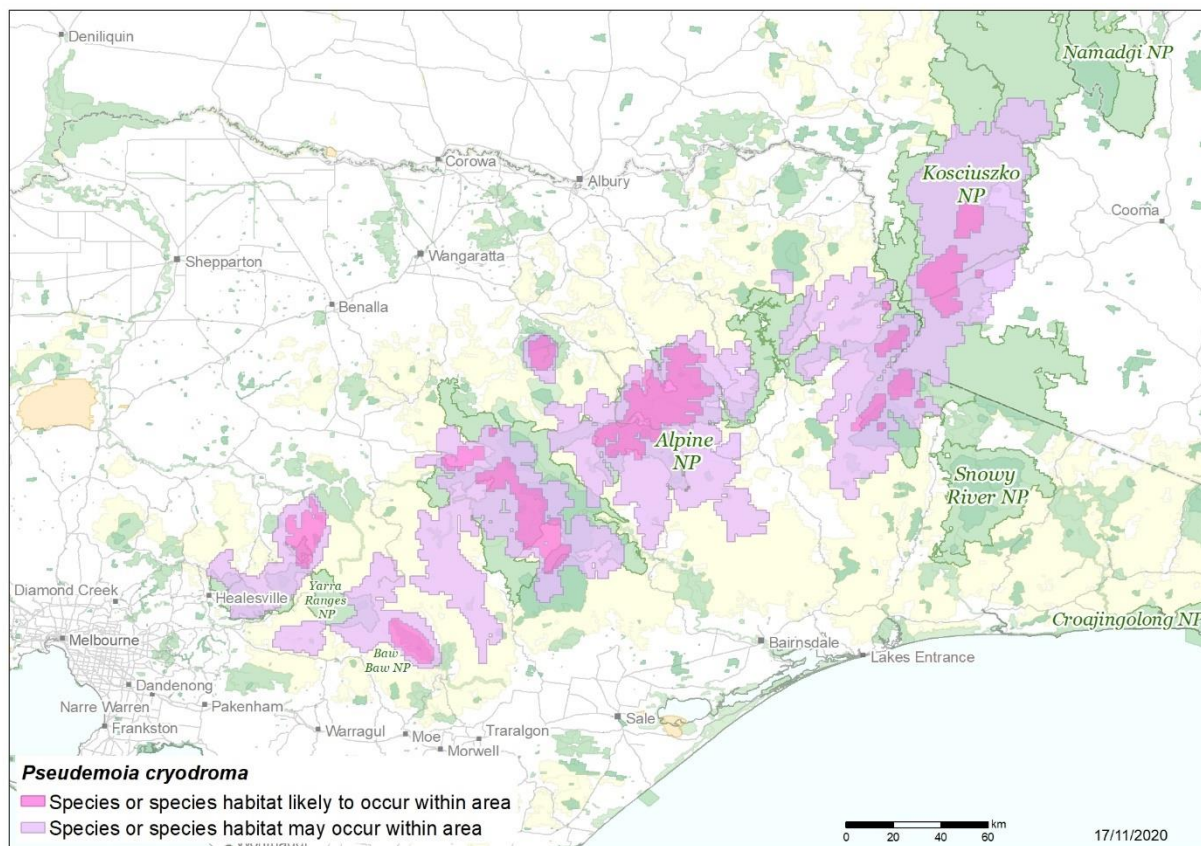 Deniliquin
Namadgi NP
Corowa
Albury
Kosciuszko
NP
Cooma
Shepparton
Wangaratta
Benalla
Alpine
NP
Snowy
River NP
Diamond Creek
Healesville
Yarra
Ranges
NP
Melbourne
Croajingolong NP
Bairnsdale
Lakes Entrance
Baw
Baw NP
Dandenong
Narre Warren
Pakenham
Frankston
Warragul
Moe
Traralgon
Morwell
Sale
Pseudemoia cryodroma
Species or species habitat likely to occur within area
Species or species habitat may occur within area
0 20 40 60
km
17/11/2020